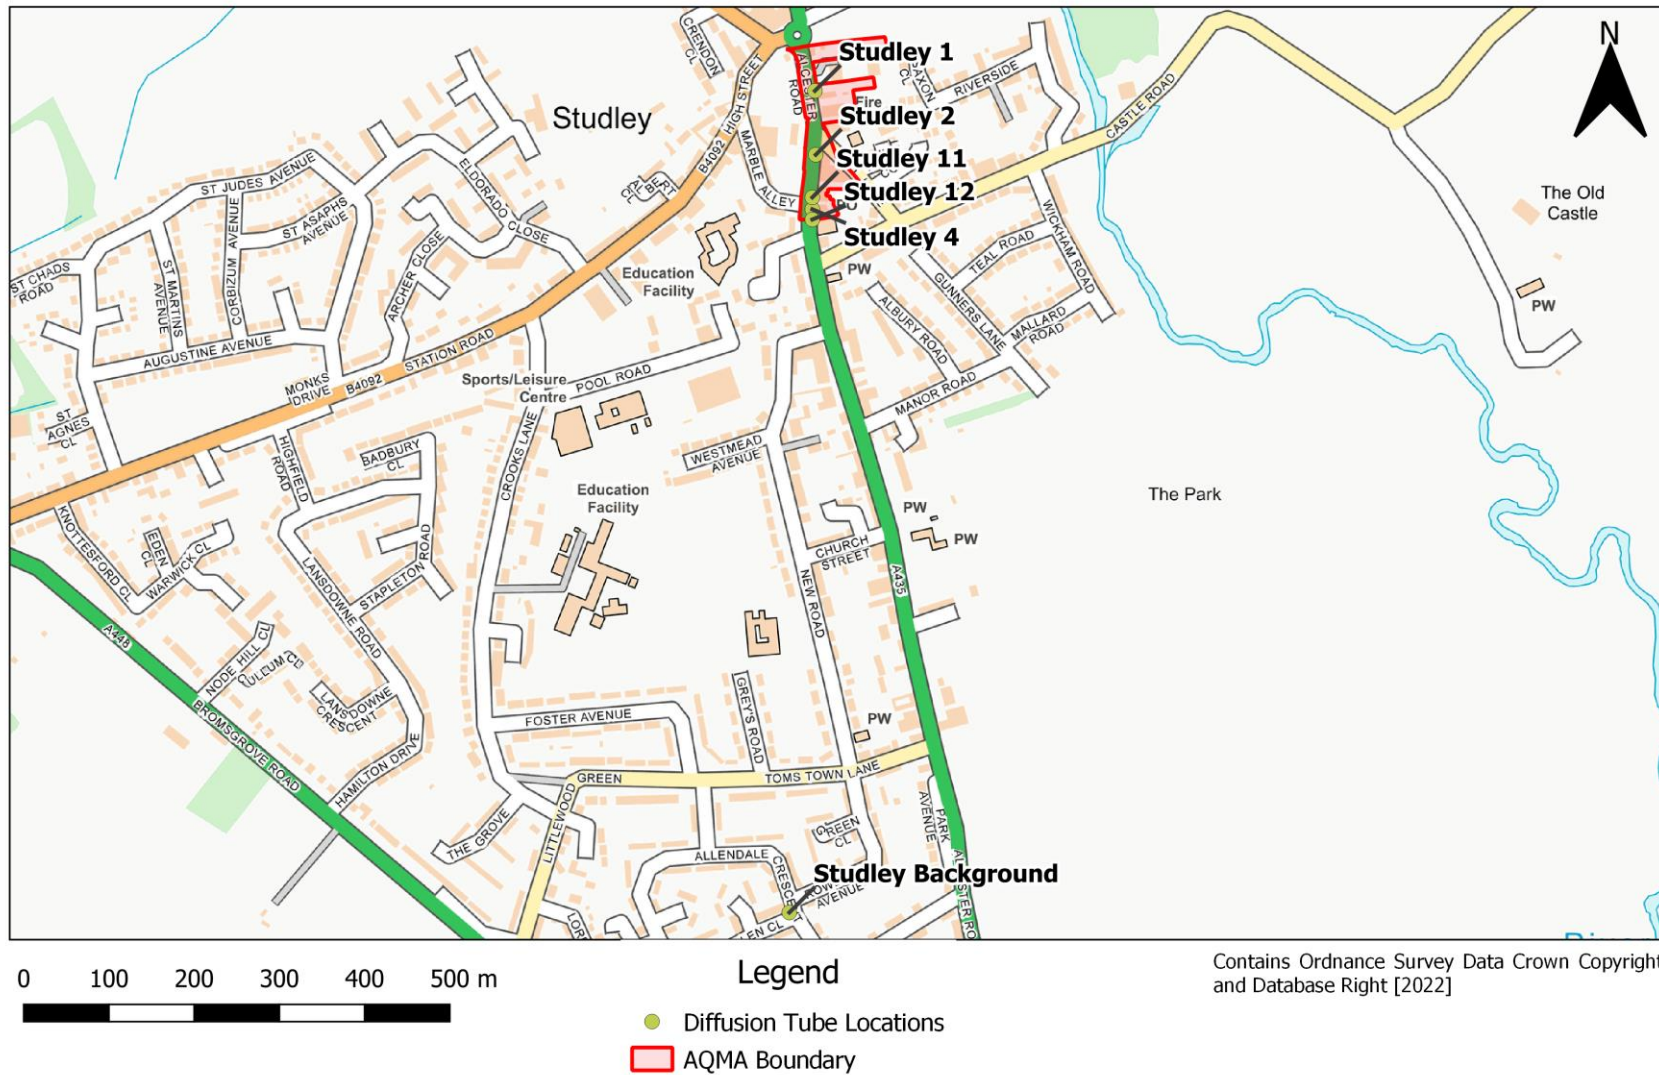 CRENDON
CL
Studley 1
N
ALCESTER
ROAD
SAXON
CL
RIVERSIDE
Fire
CASTLE ROAD
Studley
B4092 HIGH STREET
Studley 2
MARBLE ALLEY
Studley 11
Studley 12
Studley 4
ST JUDES AVENUE
ELDORADO CLOSE
ST ASAPHS
AVENUE
CORBIZUM AVENUE
ST MARTINS
AVENUE
ST CHADS
ROAD
ARCHER CLOSE
AUGUSTINE AVENUE
Education
Facility
PW
WICKHAM ROAD
TEAL ROAD
GUNNERS LANE
ALBURY ROAD
MALLARD
ROAD
MANOR ROAD
The Old
Castle
PW
MONKS
DRIVE
B4092
STATION ROAD
Sports/Leisure
Centre
POOL ROAD
ST
AGNES
CL
HIGHFIELD
ROAD
BADBURY
CL
CROOKS LANE
WESTMEAD
AVENUE
Education
Facility
The Park
PW
PW
KNOTTESFORD CL
EDEN
CL
WARWICK CL
STAPLETON ROAD
LANSDOWNE ROAD
CHURCH
STREET
NEW ROAD
A435
A448
NODE HILL CL
CULLEUM CL
LANSDOWNE
CRESCENT
BROMSGROVE ROAD
HAMILTON DRIVE
FOSTER AVENUE
GREY'S ROAD
PW
LITTLEWOOD
GREEN
TOMS TOWN LANE
THE GROVE
GREEN
CL
PARK
AVENUE
ALLENDALE
CRESCENT
Studley Background
AVENUE
0 100 200 300 400 500 m
Legend
Diffusion Tube Locations
AQMA Boundary
Contains Ordnance Survey Data Crown Copyright
and Database Right [2022]